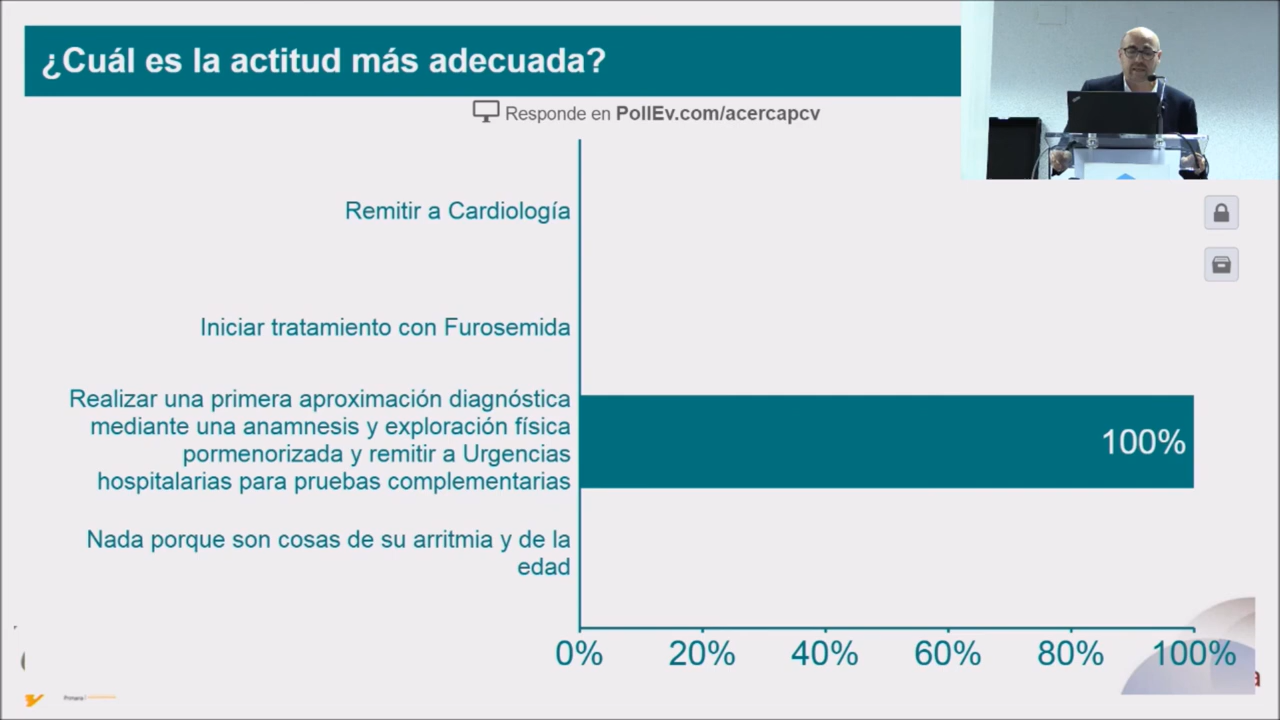 ¿Cuál es la actitud más adecuada?
Responde en PollEv.com/acercapcv
Remitir a Cardiología
Iniciar tratamiento con Furosemida
Realizar una primera aproximación diagnóstica
mediante una anamnesis y exploración física
pormenorizada y remitir a Urgencias
hospitalarias para pruebas complementarias
100%
Nada porque son cosas de su arritmia y de la
edad
0% 20% 40% 60% 80% 100%
a
Primaria